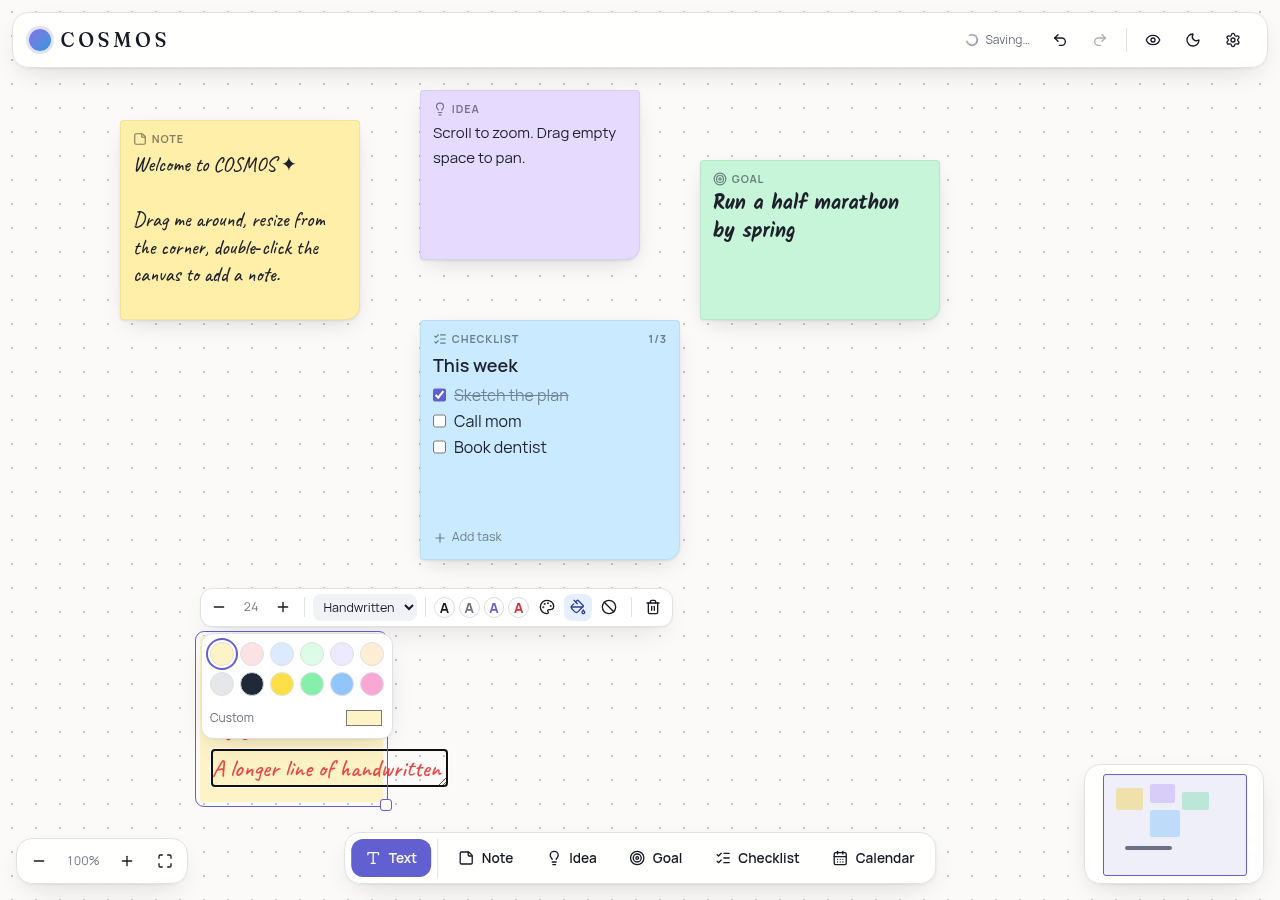 COSMOS
Saving...
NOTE
Welcome to COSMOS ✦
Drag me around, resize from
the corner, double-click the
canvas to add a note.
IDEA
Scroll to zoom. Drag empty
space to pan.
GOAL
Run a half marathon
by spring
CHECKLIST 1/3
This week
Sketch the plan
Call mom
Book dentist
Add task
24 Handwritten A A A A
Custom
A longer line of handwritten
100%
Text Note Idea Goal Checklist Calendar